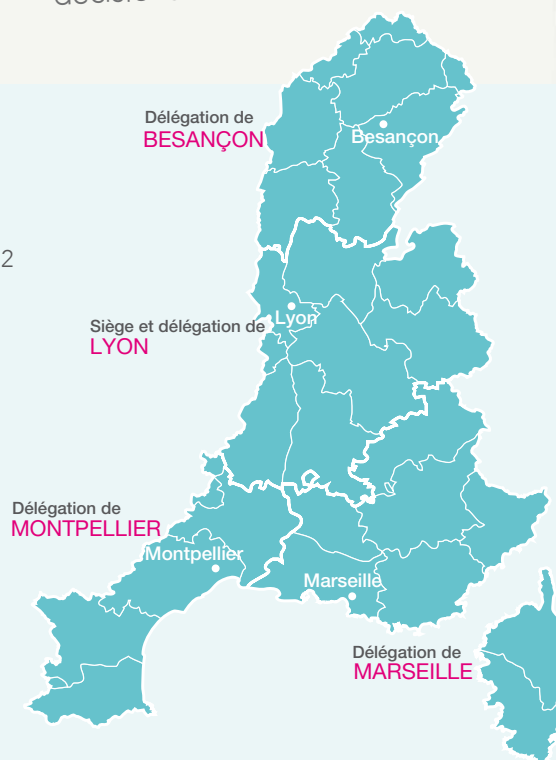 Délégation de
BESANÇON
Besançon
2
Siège et délégation de
LYON
Lyon
Délégation de
MONTPELLIER
Montpellier
Marseille
Délégation de
MARSEILLE